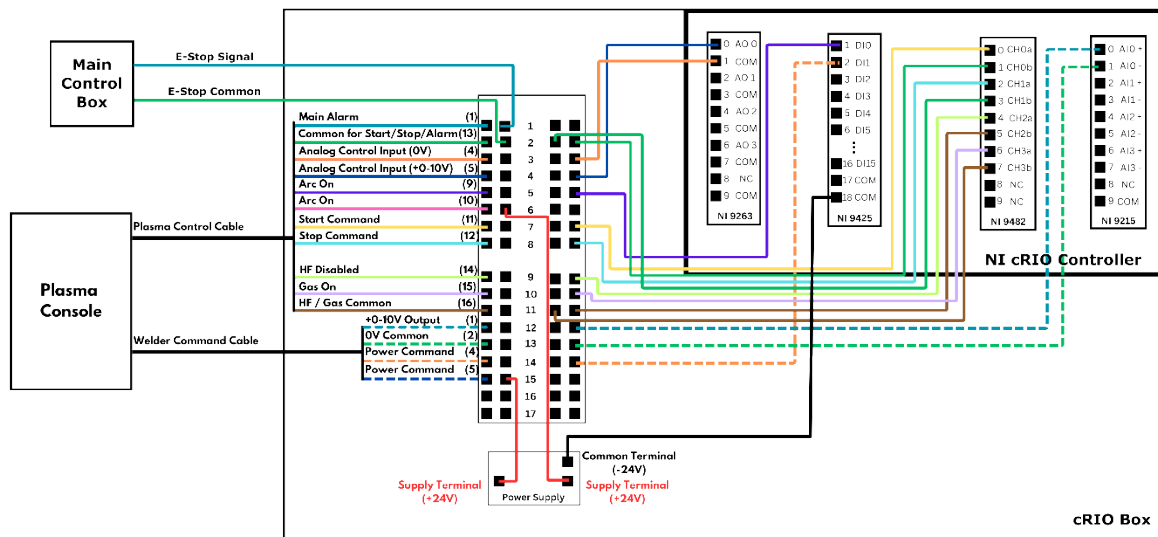 Main
Control
Box
E-Stop Signal
E-Stop Common
Plasma
Console
Plasma Control Cable
Welder Command Cable
Main Alarm (1)
Common for Start/Stop/Alarm(13)
Analog Control Input (0V) (4)
Analog Control Input (+0-10V) (5)
Arc On (9)
Arc On (10)
Start Command (11)
Stop Command (12)
HF Disabled (14)
Gas On (15)
HF / Gas Common (16)
+0-10V Output (1)
0V Common (2)
Power Command (4)
Power Command (5)
1
2
3
4
5
6
7
8
9
10
11
12
13
14
15
16
17
Common Terminal
(-24V)
Supply Terminal
(+24V)
Power Supply
Supply Terminal
(+24V)
0 AO 0
1 COM
2 AO 1
3 COM
4 AO 2
5 COM
6 AO 3
7 COM
8 NC
9 COM
NI 9263
1 DI0
2 DI1
3 DI2
4 DI3
5 DI4
6 DI5
...
16 DI15
17 COM
18 COM
NI 9425
0 CH0a
1 CH0b
2 CH1a
3 CH1b
4 CH2a
5 CH2b
6 CH3a
7 CH3b
8 NC
9 NC
NI 9482
0 AI0 +
1 AI0 -
2 AI1 +
3 AI1 -
4 AI2 +
5 AI2 -
6 AI3 +
7 AI3 -
8 NC
9 COM
NI 9215
NI cRIO Controller
cRIO Box